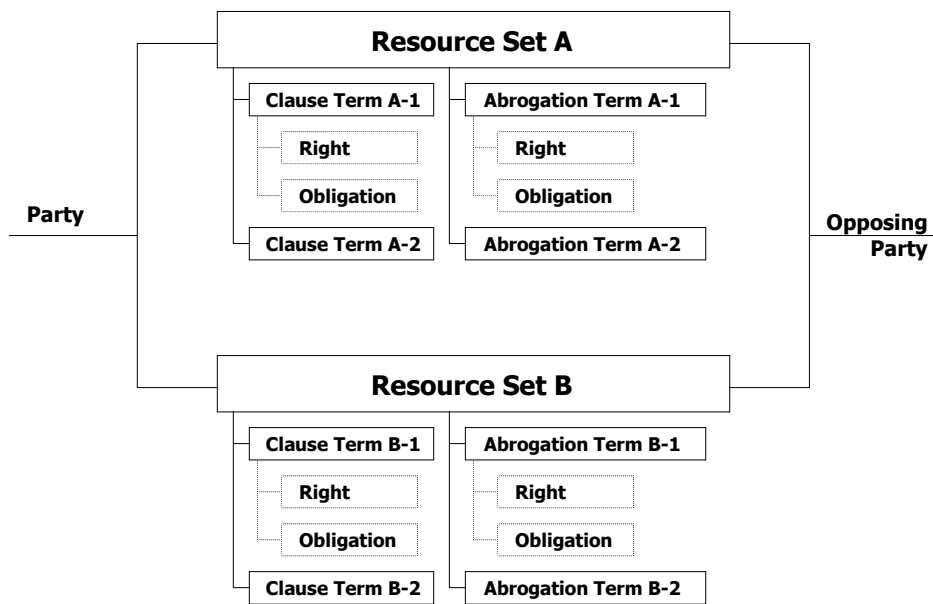 Resource Set A
Clause Term A-1
Abrogation Term A-1
Right
Right
Obligation
Obligation
Party
Opposing
Party
Clause Term A-2
Abrogation Term A-2
Resource Set B
Clause Term B-1
Abrogation Term B-1
Right
Right
Obligation
Obligation
Clause Term B-2
Abrogation Term B-2